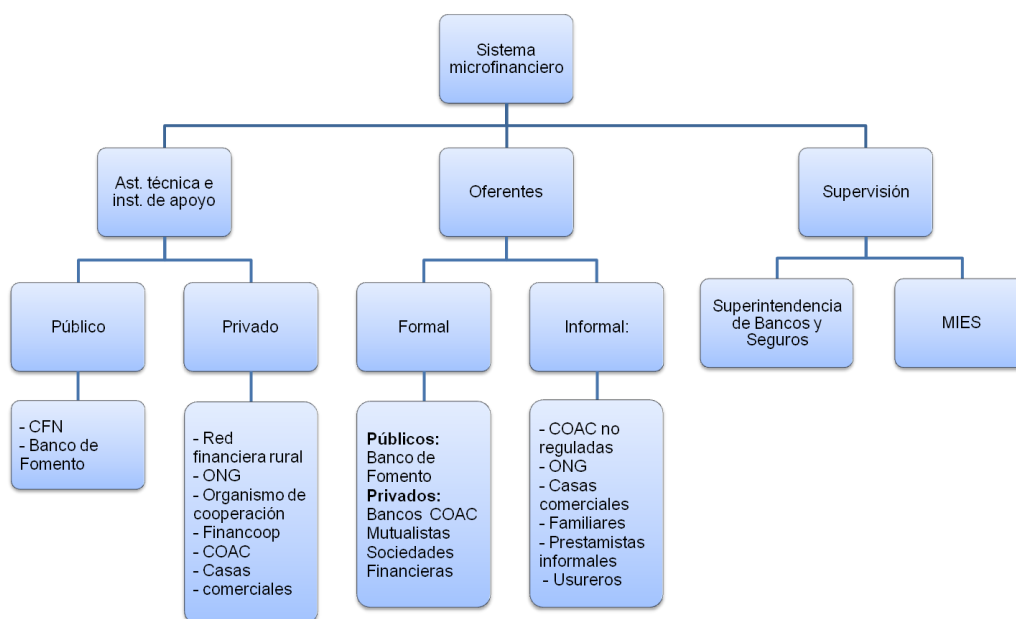 Sistema
microfinanciero
Ast. técnica e
inst. de apoyo
Oferentes
Supervisión
Público
Privado
Formal
Informal:
Superintendencia
de Bancos y
Seguros
MIES
- CFN
- Banco de
Fomento
- Red
financiera rural
- ONG
- Organismo de
cooperación
- Financoop
- COAC
- Casas
- comerciales
Públicos:
Banco de
Fomento
Privados:
Bancos COAC
Mutualistas
Sociedades
Financieras
- COAC no
reguladas
- ONG
- Casas
comerciales
- Familiares
- Prestamistas
informales
- Usureros